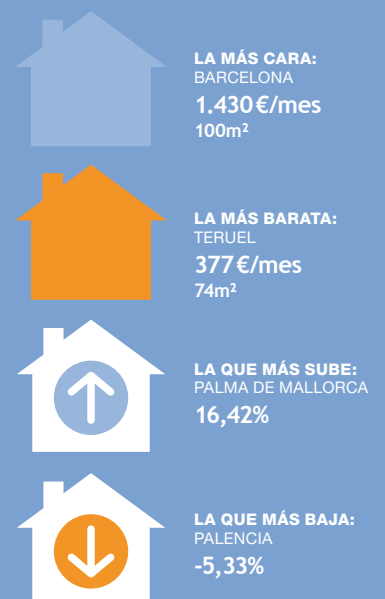 LA MÁS CARA:
BARCELONA
1.430 €/mes
100m²
LA MÁS BARATA:
TERUEL
377 €/mes
74m²
LA QUE MÁS SUBE:
PALMA DE MALLORCA
16,42%
LA QUE MÁS BAJA:
PALENCIA
-5,33%